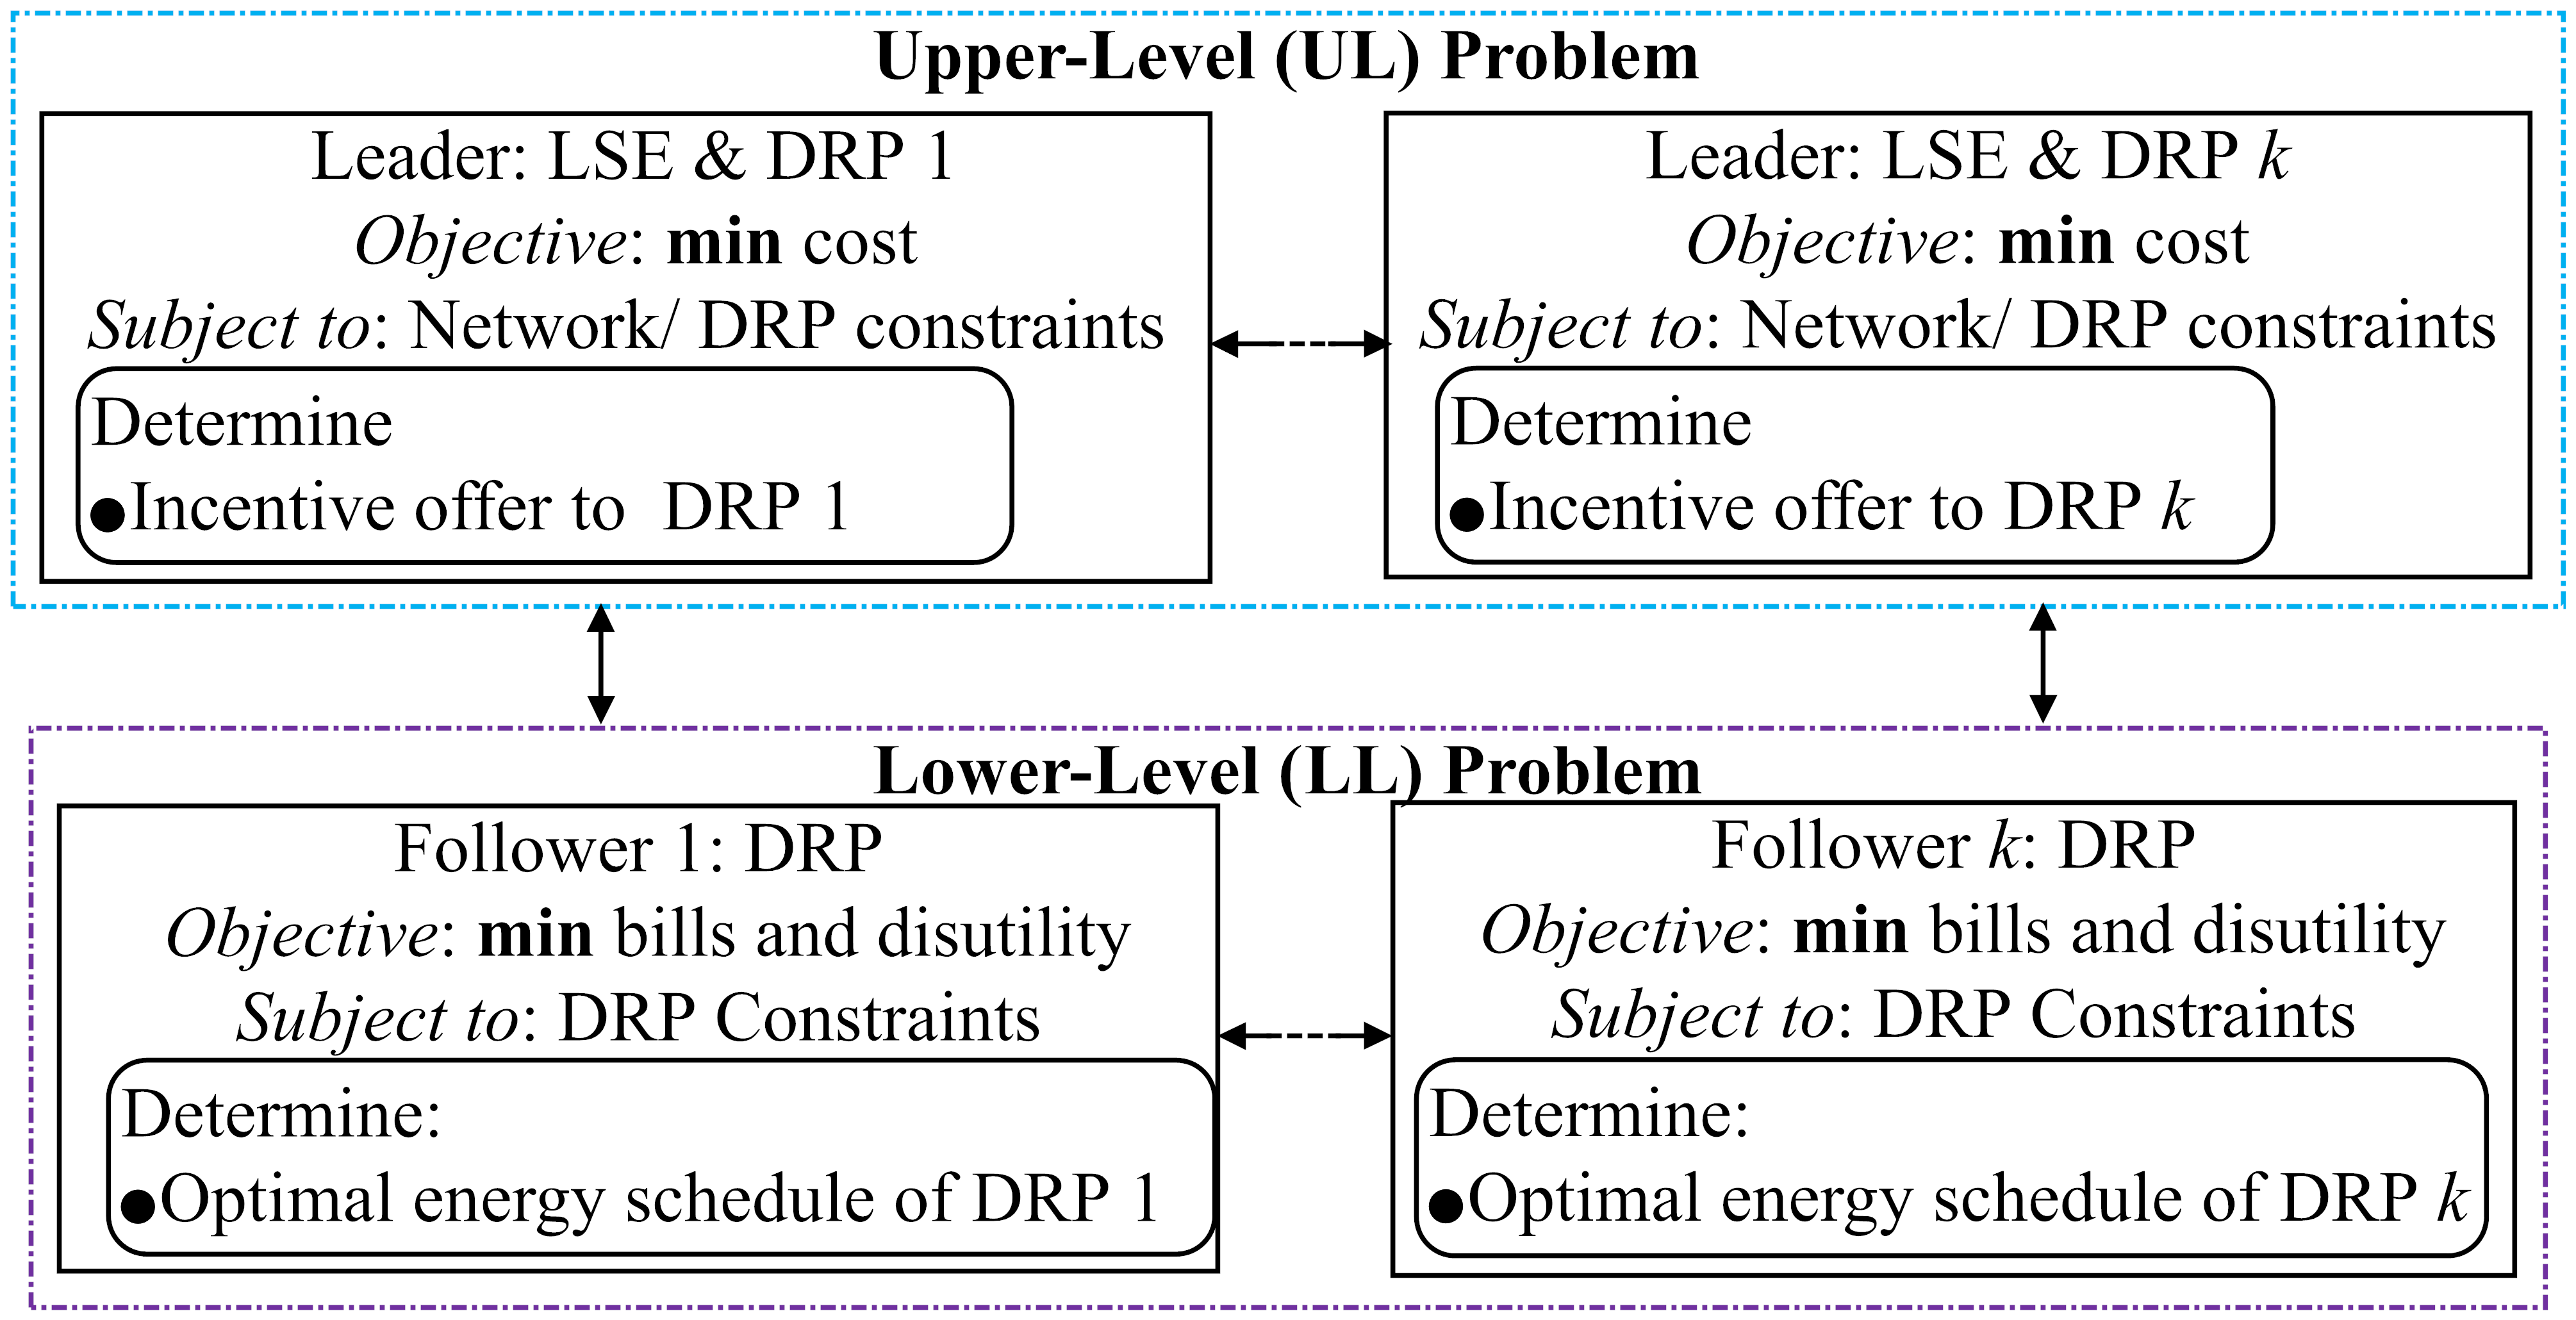 Upper-Level (UL) Problem
Leader: LSE & DRP 1
Objective: min cost
Subject to: Network/ DRP constraints
Determine
●Incentive offer to DRP 1
Leader: LSE & DRP k
Objective: min cost
Subject to: Network/ DRP constraints
Determine
●Incentive offer to DRP k
Lower-Level (LL) Problem
Follower 1: DRP
Objective: min bills and disutility
Subject to: DRP Constraints
Determine:
●Optimal energy schedule of DRP 1
Follower k: DRP
Objective: min bills and disutility
Subject to: DRP Constraints
Determine:
●Optimal energy schedule of DRP k